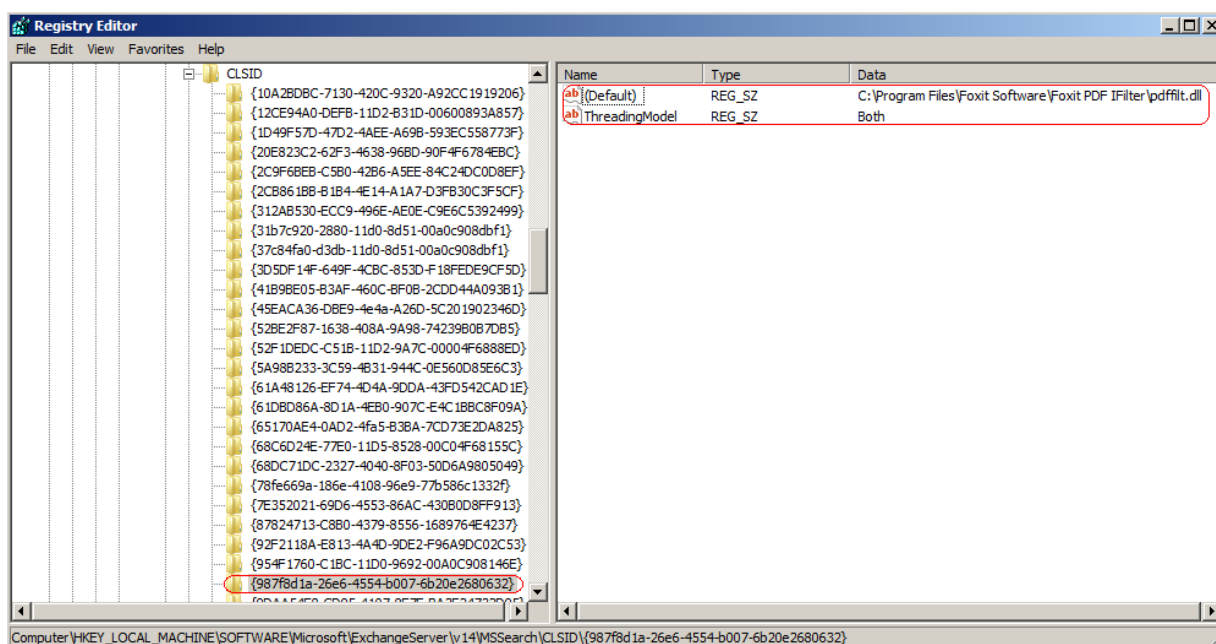 Registry Editor
File Edit View Favorites Help
CLSID
{10A2BDBC-7130-420C-9320-A92CC1919206}
{12CE94A0-DEFB-11D2-B31D-00600893A857}
{1D49F57D-47D2-4AEE-A69B-593EC558773F}
{20E823C2-62F3-4638-96BD-90F4F6784EBC}
{2C9F6BEB-C5B0-42B6-A5EE-84C24DC0D8EF}
{2CB861BB-B1B4-4E14-A1A7-D3FB30C3F5CF}
{312AB530-ECC9-496E-AE0E-C9E6C5392499}
{31b7c920-2880-11d0-8d51-00a0c908dbf1}
{37c84fa0-d3db-11d0-8d51-00a0c908dbf1}
{3D5DF14F-649F-4CBC-853D-F18FEDE9CF5D}
{41B9BE05-B3AF-460C-BF0B-2CDD44A093B1}
{45EACA36-DBE9-4e4a-A26D-5C201902346D}
{52BE2F87-1638-408A-9A98-74239B0B7DB5}
{52F1DEDC-C51B-11D2-9A7C-00004F6888ED}
{5A98B233-3C59-4B31-944C-0E560D85E6C3}
{61A48126-EF74-4D4A-9DDA-43FD542CAD1E}
{61DBD86A-8D1A-4EB0-907C-E4C1BBC8F09A}
{65170AE4-0AD2-4fa5-B3BA-7CD73E2DA825}
{68C6D24E-77E0-11D5-8528-00C04F68155C}
{68DC71DC-2327-4040-8F03-50D6A9805049}
{78fe669a-186e-4108-96e9-77b586c1332f}
{7E352021-69D6-4553-86AC-430B0D8FF913}
{87824713-C8B0-4379-8556-1689764E4237}
{92F2118A-E813-4A4D-9DE2-F96A9DC02C53}
{954F1760-C1BC-11D0-9692-00A0C908146E}
{987f8d1a-26e6-4554-b007-6b20e2680632}
Name Type Data
(Default) REG_SZ C:\Program Files\Foxit Software\Foxit PDF IFilter\pdffilt.dll
ThreadingModel REG_SZ Both
Computer\HKEY_LOCAL_MACHINE\SOFTWARE\Microsoft\ExchangeServer\v14\MSSearch\CLSID\{987f8d1a-26e6-4554-b007-6b20e2680632}